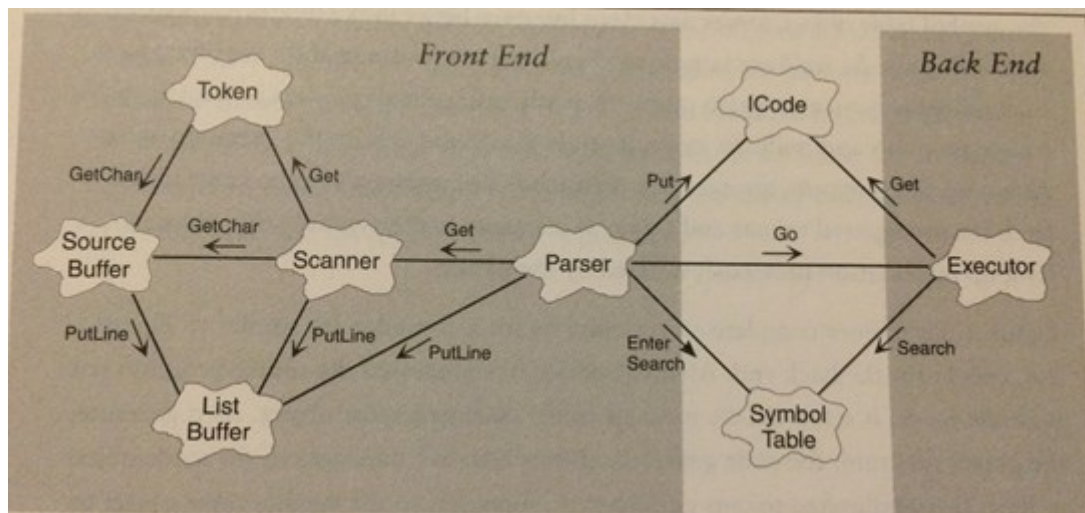 Front End
Back End
Token
ICode
GetChar
Get
Put
Get
Source
Buffer
GetChar
Scanner
Get
Parser
Go
Executor
PutLine
PutLine
PutLine
Enter
Search
Search
List
Buffer
Symbol
Table